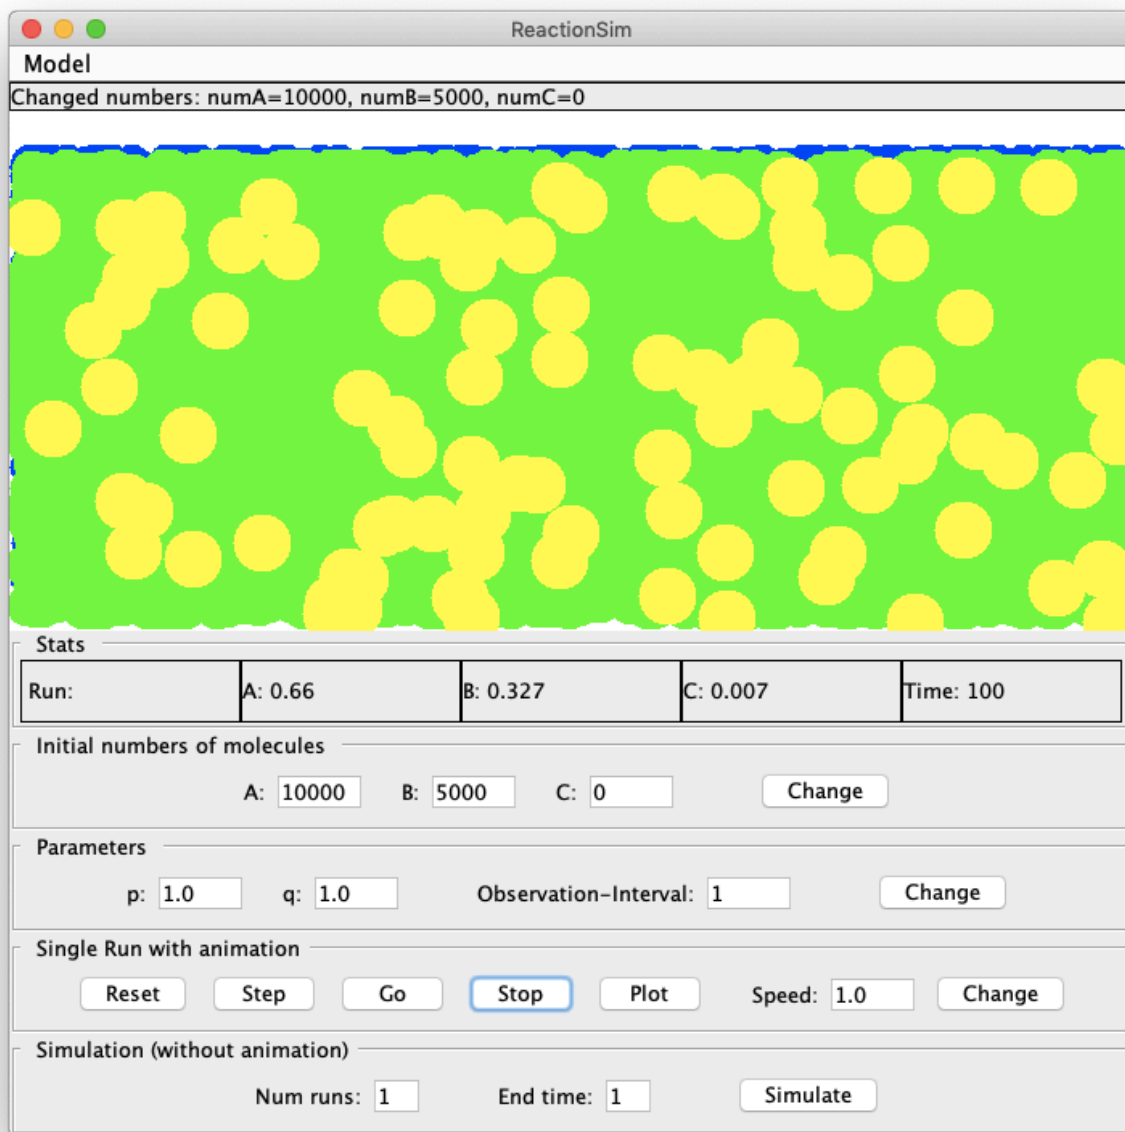 ReactionSim
Model
Changed numbers: numA=10000, numB=5000, numC=0
Stats
Run: A: 0.66 B: 0.327 C: 0.007 Time: 100
Initial numbers of molecules
A: 10000 B: 5000 C: 0 Change
Parameters
p: 1.0 q: 1.0 Observation-Interval: 1 Change
Single Run with animation
Reset Step Go Stop Plot Speed: 1.0 Change
Simulation (without animation)
Num runs: 1 End time: 1 Simulate